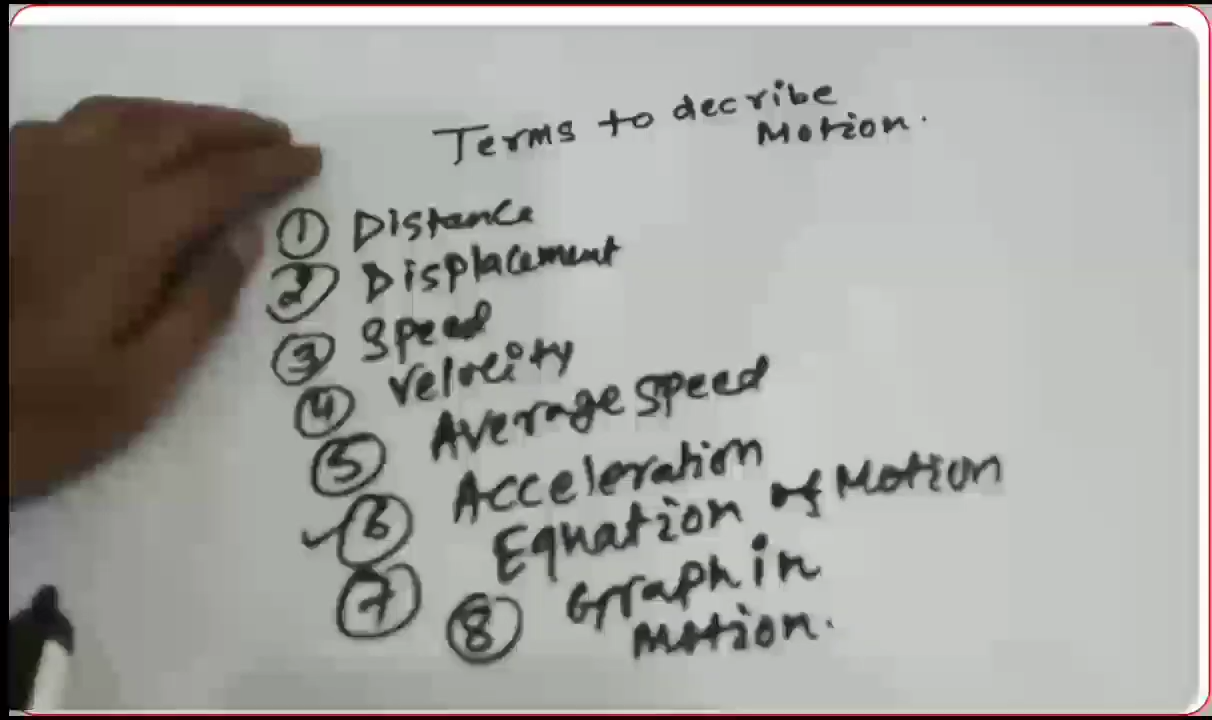 Terms to decribe
Motion.
① Distance
② Displacement
③ Speed
④ Velocity
⑤ Average speed
✓⑥ Acceleration
⑦ Equation of Motion
⑧ Graph in
Motion.